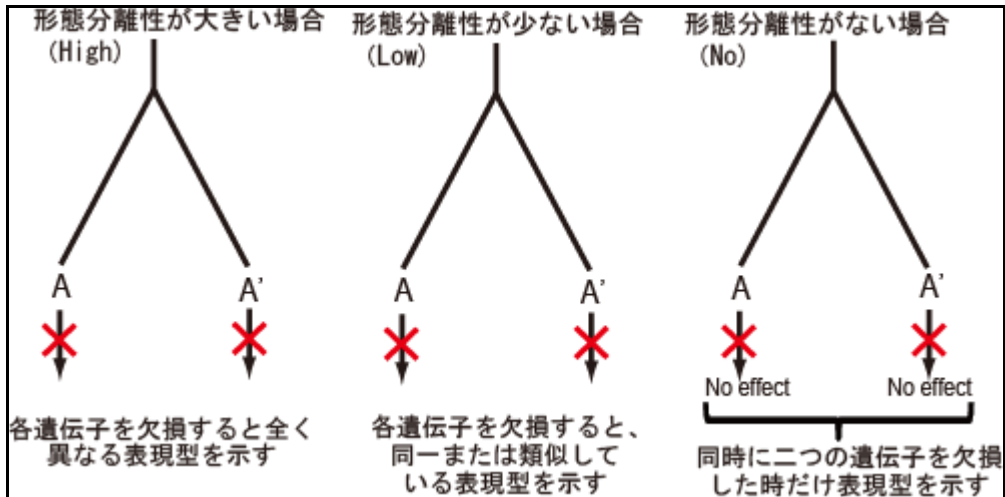 形態分離性が大きい場合
(High)
A
A’
各遺伝子を欠損すると全く
異なる表現型を示す
形態分離性が少ない場合
(Low)
A
A’
各遺伝子を欠損すると、
同一または類似して
いる表現型を示す
形態分離性がない場合
(No)
A
A’
No effect
No effect
同時に二つの遺伝子を欠損
した時だけ表現型を示す